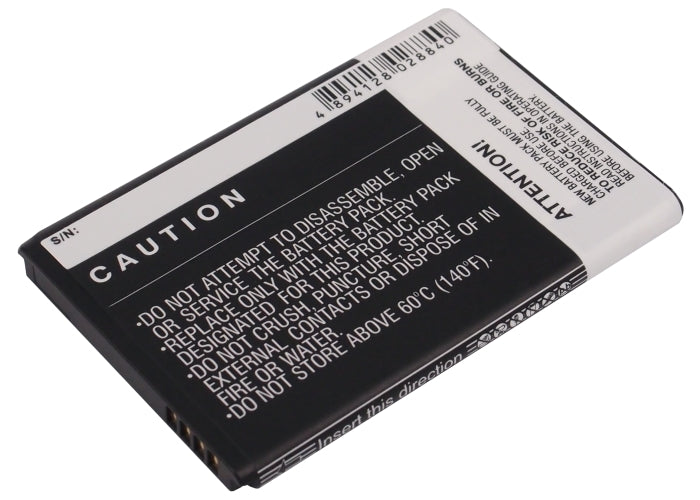 S/N:
4 894128 028840
CAUTION
•DO NOT ATTEMPT TO DISASSEMBLE, OPEN
OR SERVICE THE BATTERY PACK.
•REPLACE ONLY WITH THE BATTERY PACK
DESIGNATED FOR THIS PRODUCT.
•DO NOT CRUSH, PUNCTURE, SHORT
EXTERNAL CONTACTS OR DISPOSE OF IN
FIRE OR WATER.
•DO NOT STORE ABOVE 60°C (140°F).
ATTENTION!
NEW BATTERY PACK MUST BE FULLY
CHARGED BEFORE USE.
TO REDUCE RISK OF FIRE OR BURNS
READ INSTRUCTIONS IN OPERATING GUIDE
BEFORE USING THE BATTERY.
Insert this direction